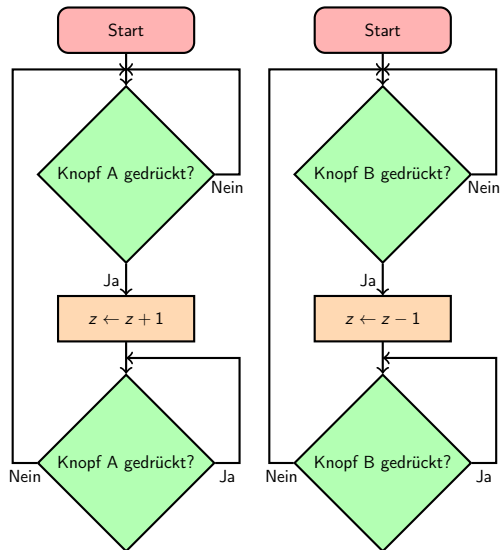 Start
Knopf A gedrückt?
Nein
Ja
z ← z + 1
Knopf A gedrückt?
Nein
Ja
Start
Knopf B gedrückt?
Nein
Ja
z ← z − 1
Knopf B gedrückt?
Nein
Ja